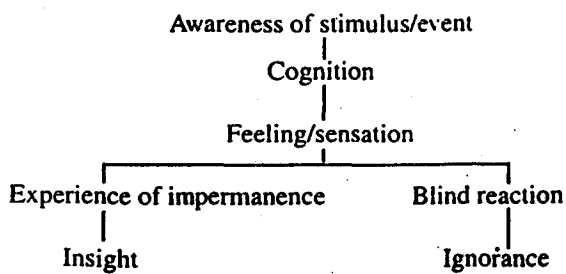 Awareness of stimulus/event
Cognition
Feeling/sensation
Experience of impermanence Blind reaction
Insight Ignorance